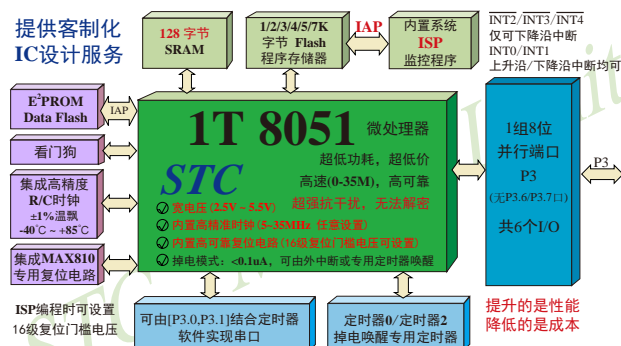 提供客制化
IC设计服务
128 字节
SRAM
1/2/3/4/5/7K
字节 Flash
程序存储器
IAP
内置系统
ISP
监控程序
INT2/INT3/INT4
仅可下降沿中断
INT0/INT1
上升沿/下降沿中断均可
E²PROM
Data Flash
IAP
看门狗
集成高精度
R/C时钟
±1%温飘
-40℃ ~ +85℃
集成MAX810
专用复位电路
ISP编程时可设置
16级复位门槛电压
1T 8051 微处理器
STC
超低功耗，超低价
高速(0-35M)，高可靠
超强抗干扰，无法解密
宽电压(2.5V ~ 5.5V)
内置高精准时钟(5~35MHz 任意设置)
内置高可靠复位电路(16级复位门槛电压可设置)
掉电模式：<0.1uA，可由外中断或专用定时器唤醒
1组8位
并行端口
P3
(无P3.6/P3.7口)
共6个I/O
P3
可由[P3.0,P3.1]结合定时器
软件实现串口
定时器0/定时器2
掉电唤醒专用定时器
提升的是性能
降低的是成本